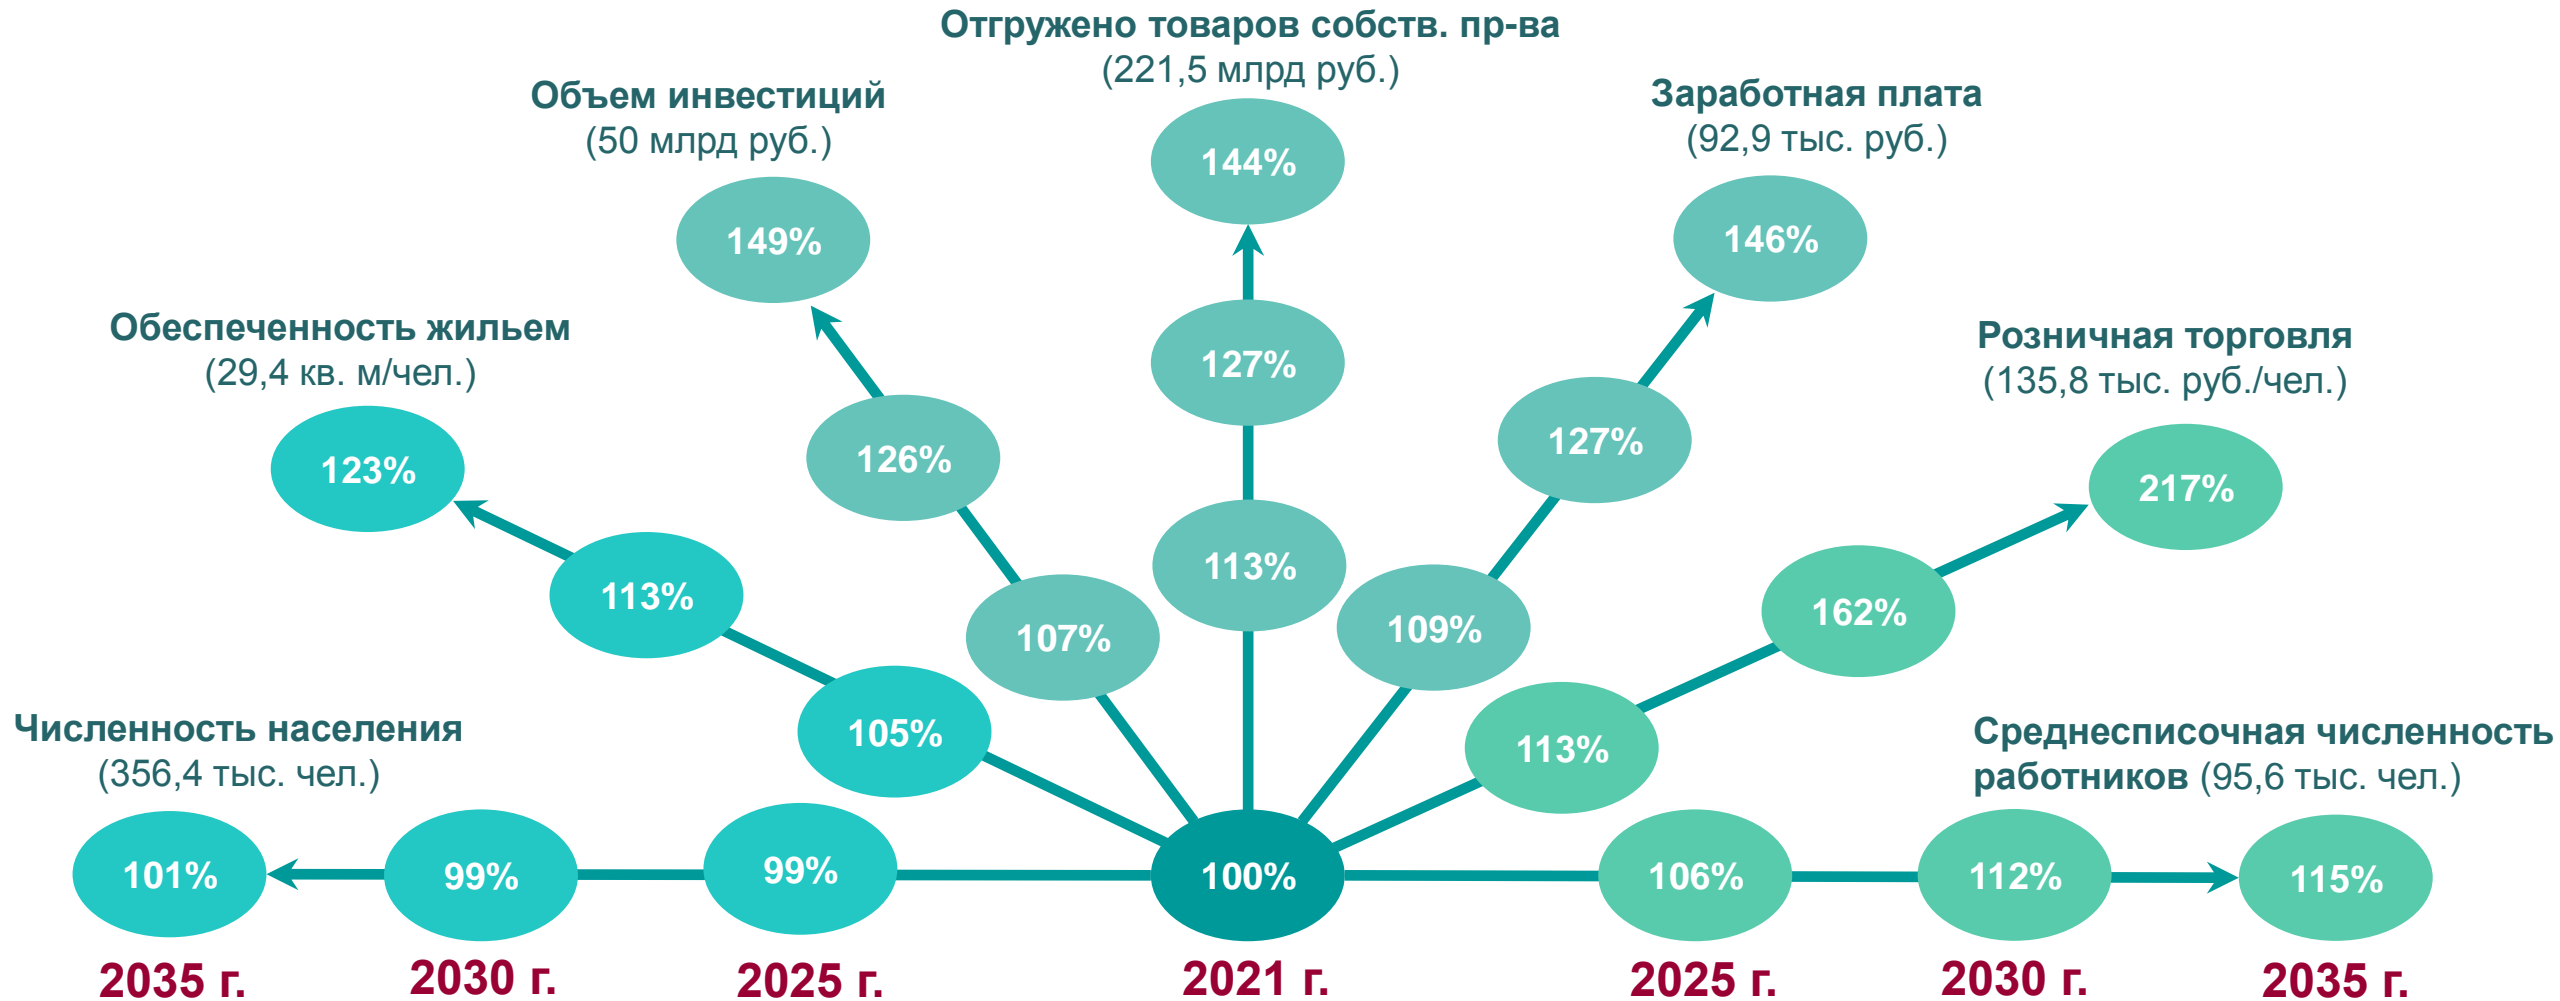 Отгружено товаров собств. пр-ва
(221,5 млрд руб.)
Объем инвестиций
(50 млрд руб.)
Заработная плата
(92,9 тыс. руб.)
144%
149%
146%
Обеспеченность жильем
(29,4 кв. м/чел.)
Розничная торговля
(135,8 тыс. руб./чел.)
127%
126%
127%
123%
217%
113%
113%
162%
107%
109%
105%
113%
Численность населения
(356,4 тыс. чел.)
Среднесписочная численность
работников (95,6 тыс. чел.)
101%
99%
99%
100%
106%
112%
115%
2035 г.
2030 г.
2025 г.
2021 г.
2025 г.
2030 г.
2035 г.